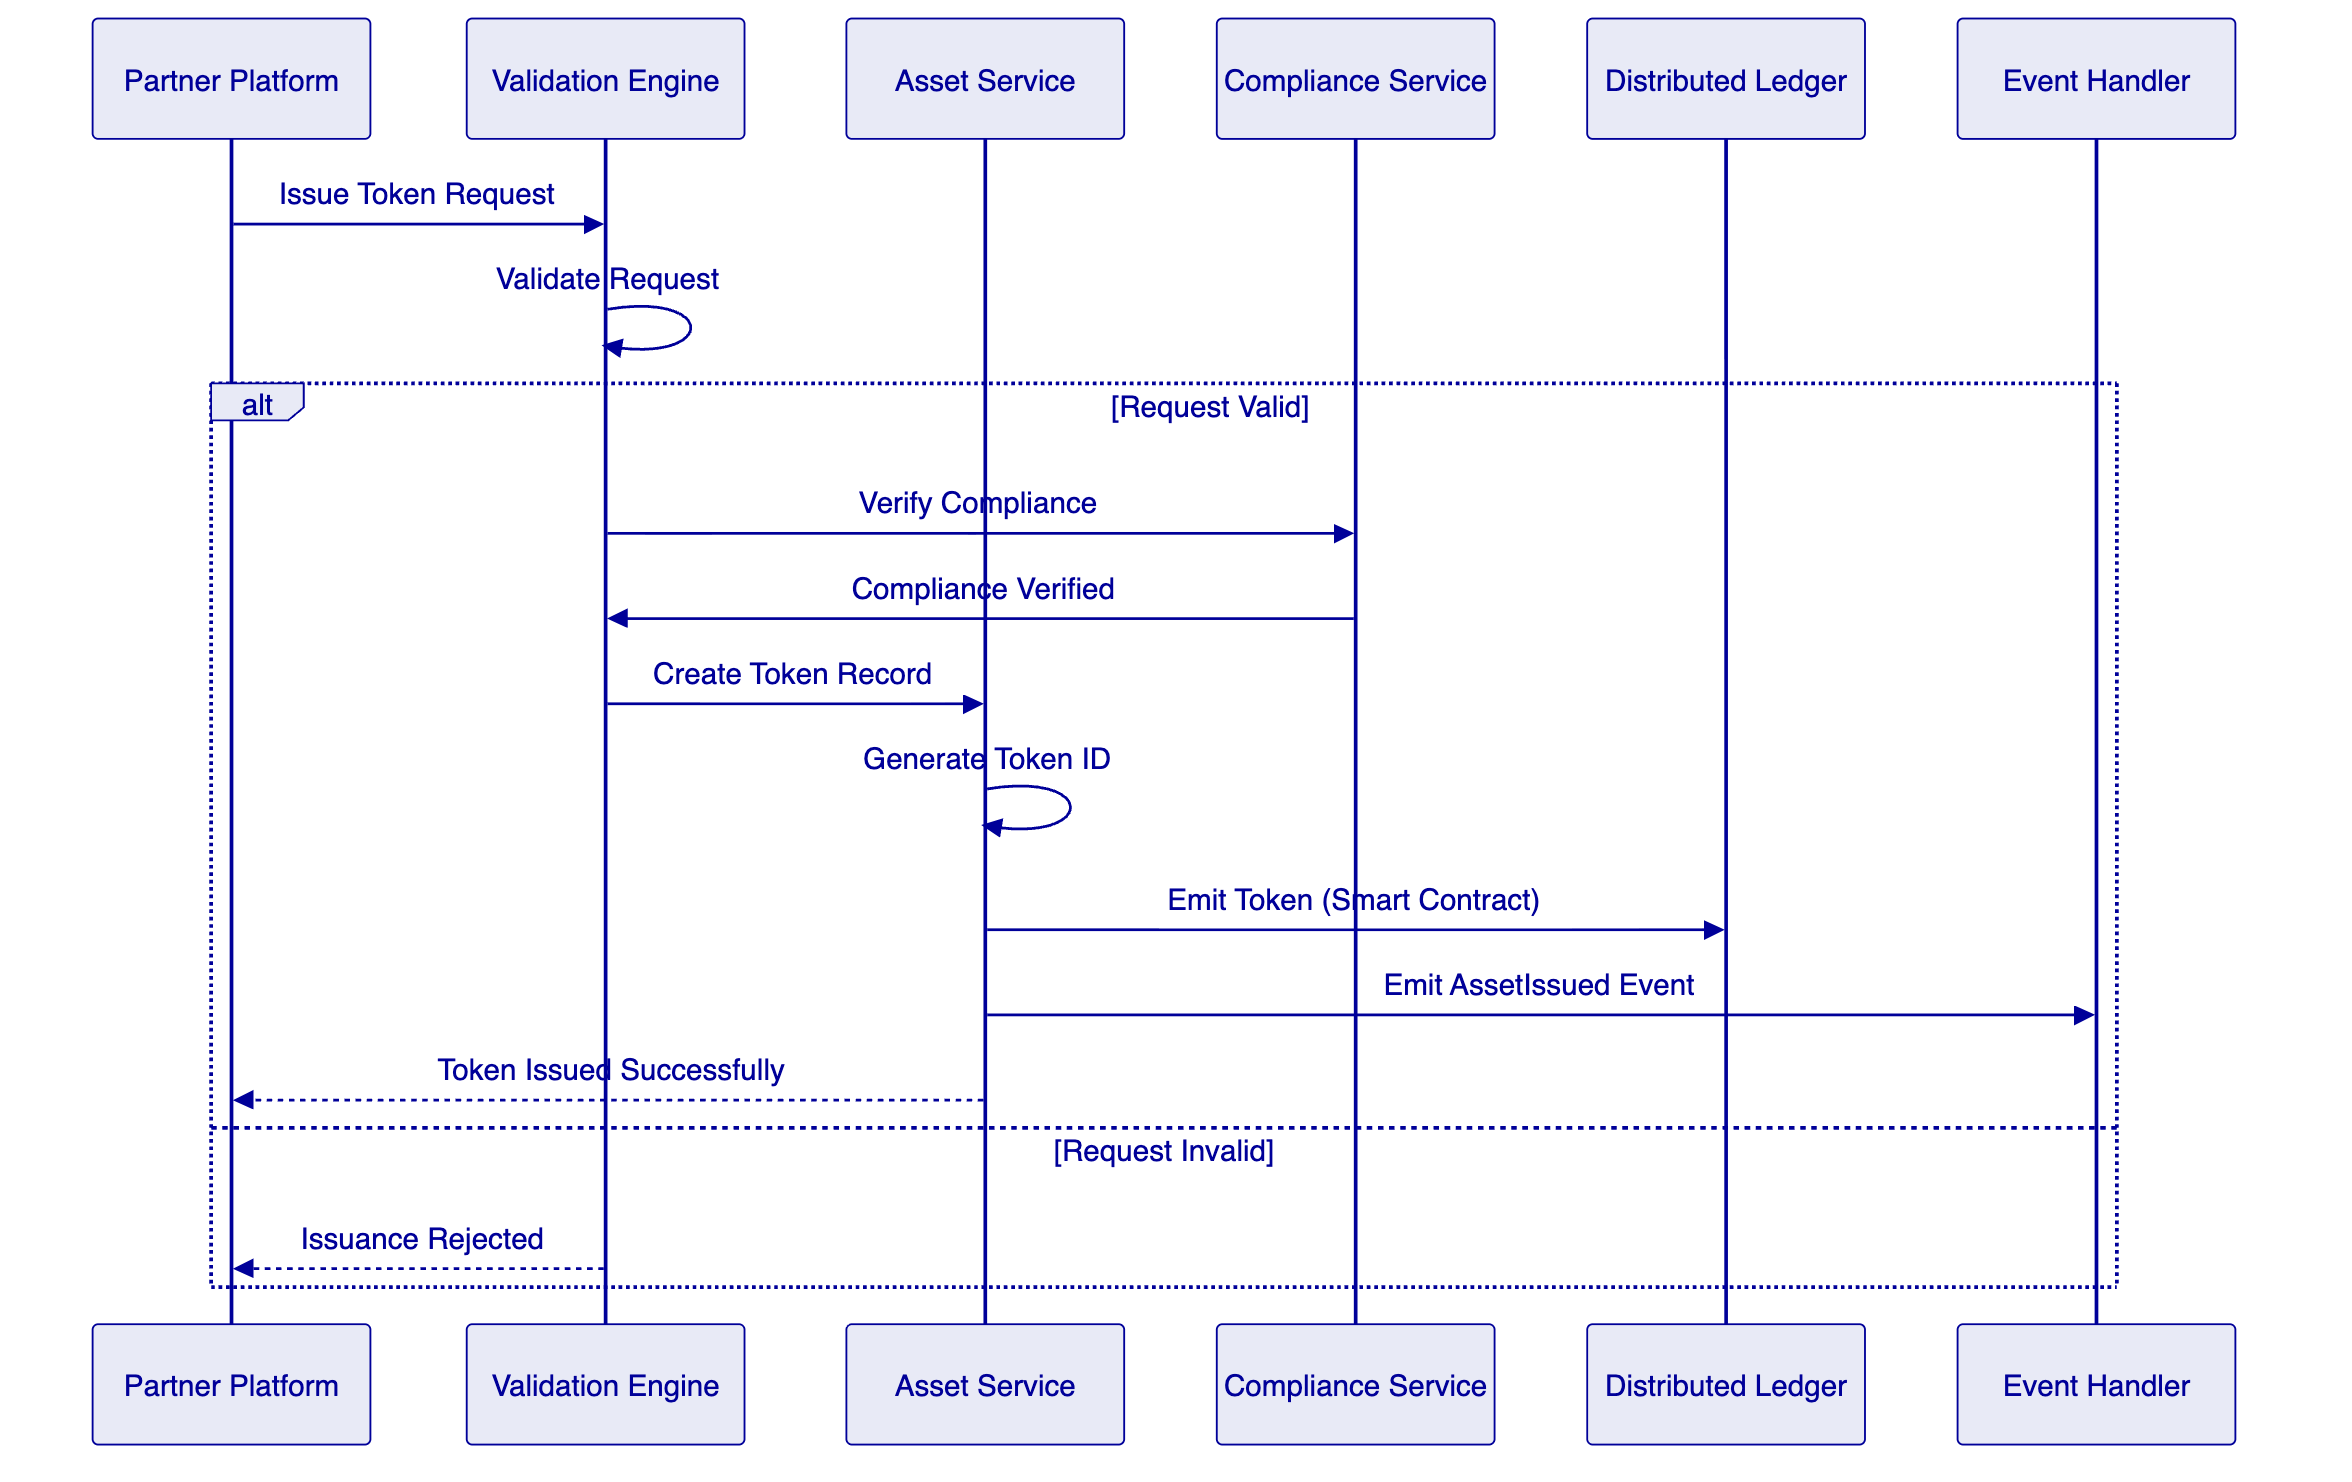 Partner Platform
Validation Engine
Asset Service
Compliance Service
Distributed Ledger
Event Handler
Issue Token Request
Validate Request
alt
[Request Valid]
Verify Compliance
Compliance Verified
Create Token Record
Generate Token ID
Emit Token (Smart Contract)
Emit AssetIssued Event
Token Issued Successfully
[Request Invalid]
Issuance Rejected
Partner Platform
Validation Engine
Asset Service
Compliance Service
Distributed Ledger
Event Handler